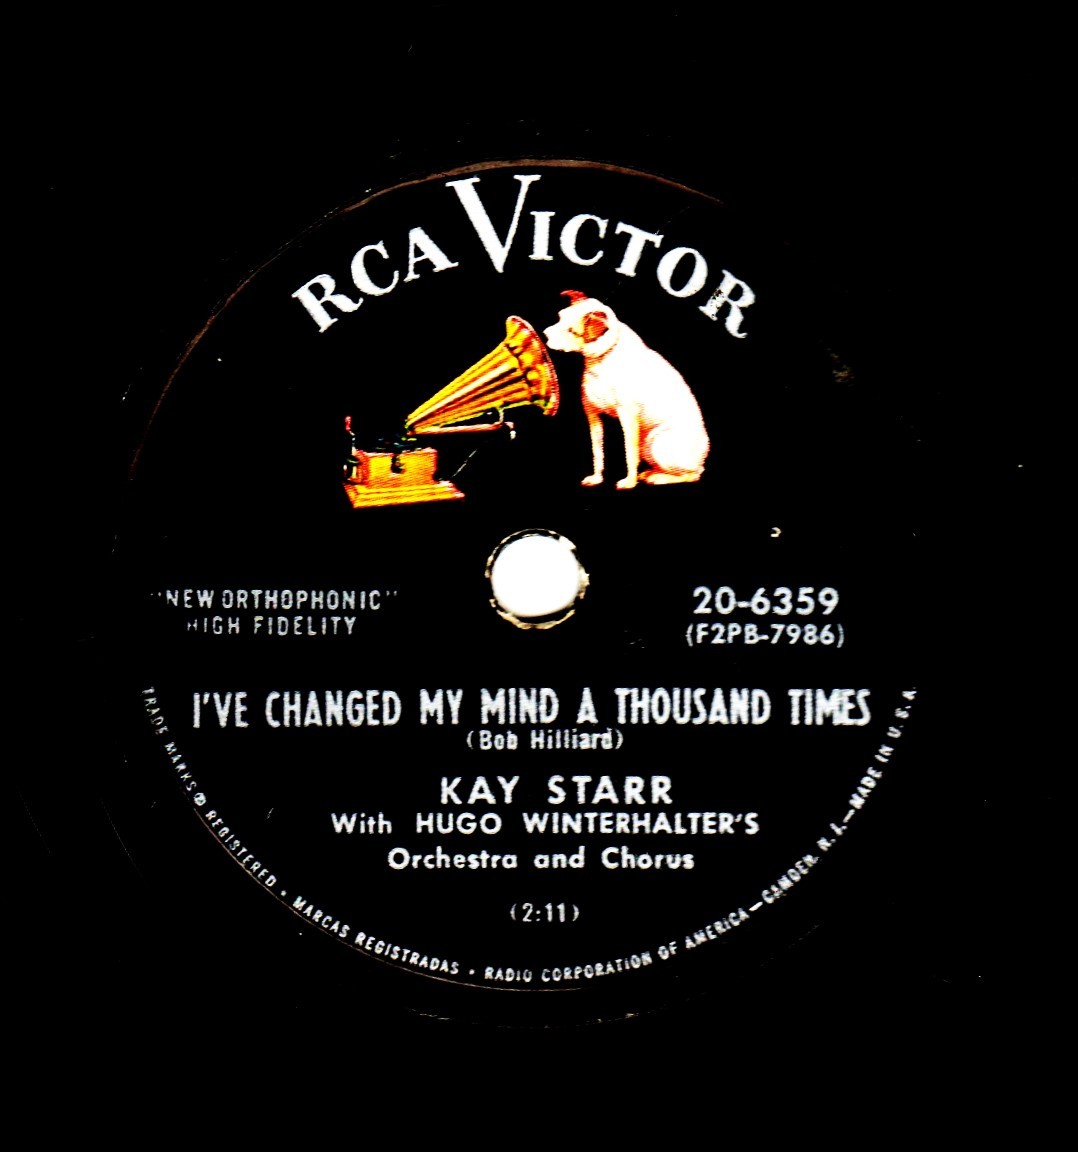 RCA VICTOR
"NEW ORTHOPHONIC"
HIGH FIDELITY
20-6359
(F2PB-7986)
I'VE CHANGED MY MIND A THOUSAND TIMES
(Bob Hilliard)
KAY STARR
With HUGO WINTERHALTER'S
Orchestra and Chorus
(2:11)
TRADE MARKS ® REGISTERED • MARCAS REGISTRADAS • RADIO CORPORATION OF AMERICA—CAMDEN, N. J.—MADE IN U. S. A.